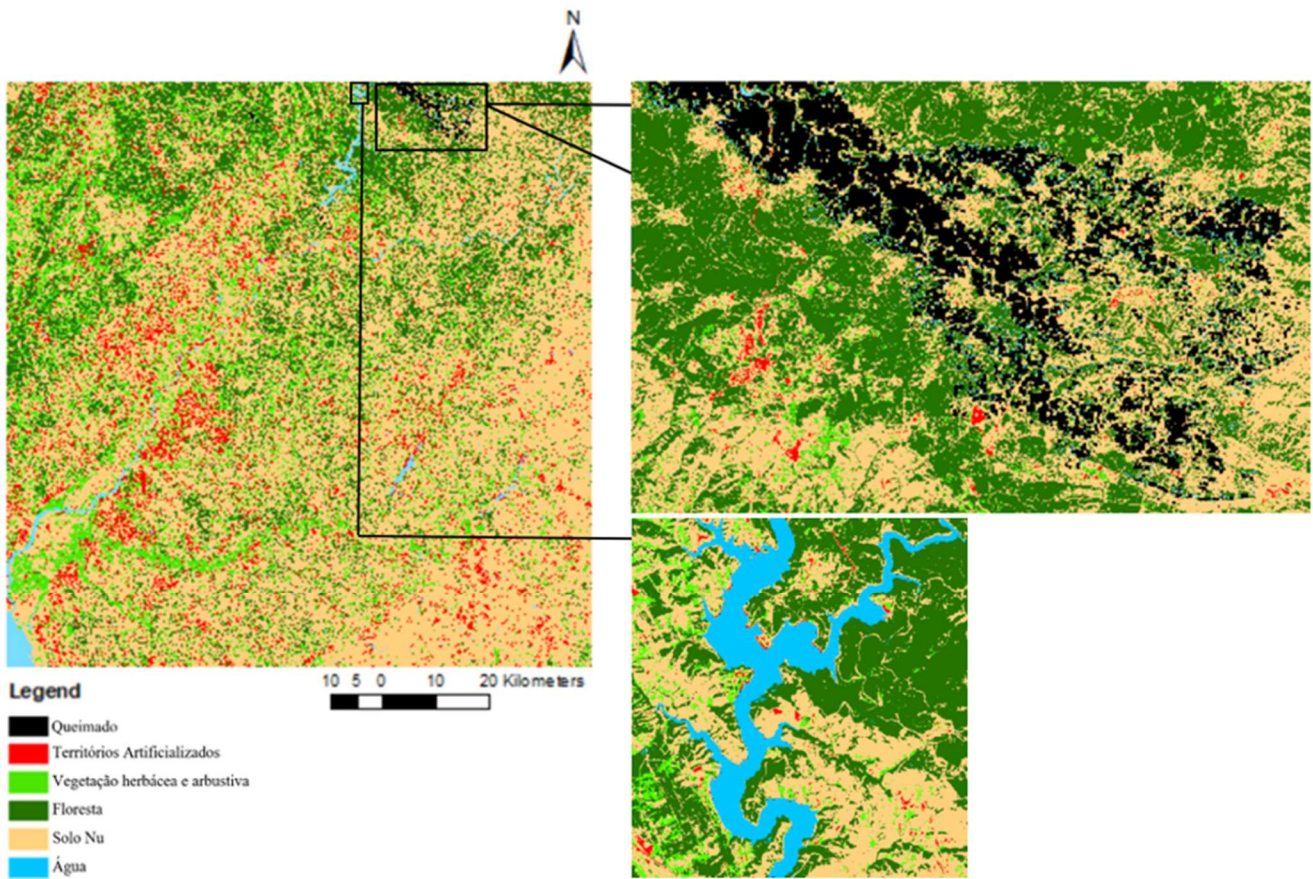 N
10 5 0 10 20 Kilometers
Legend
Queimado
Territórios Artificializados
Vegetação herbácea e arbustiva
Floresta
Solo Nu
Água